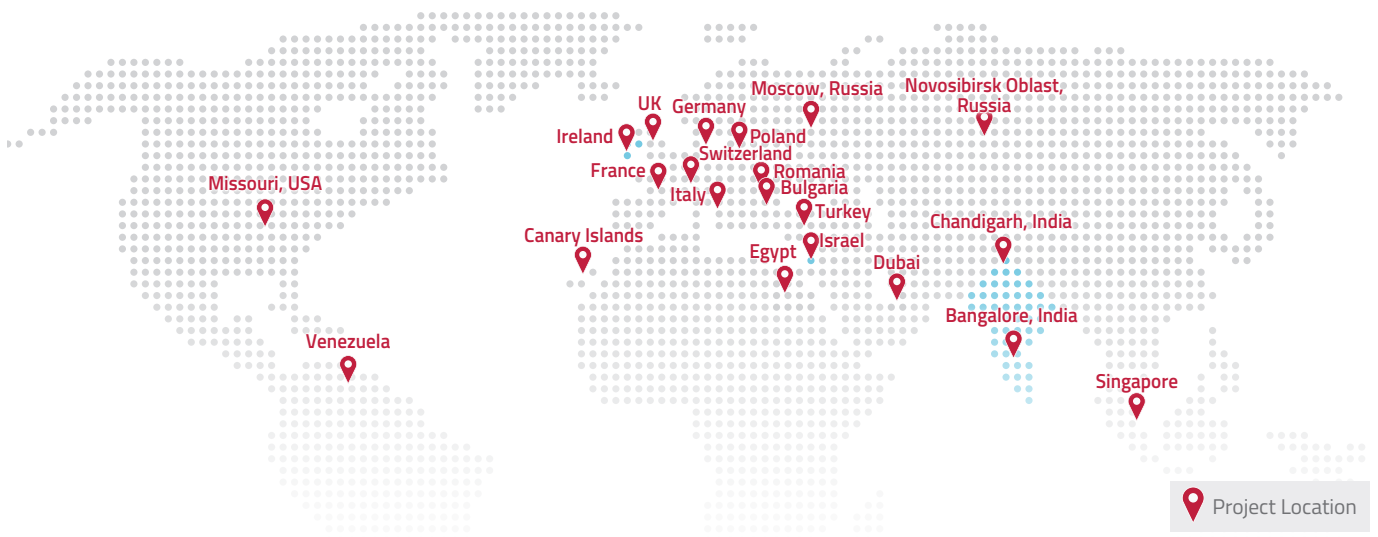 Moscow, Russia
Novosibirsk Oblast,
Russia
UK
Germany
Ireland
Poland
Switzerland
France
Romania
Missouri, USA
Italy
Bulgaria
Turkey
Chandigarh, India
Canary Islands
Israel
Egypt
Dubai
Bangalore, India
Venezuela
Singapore
Project Location